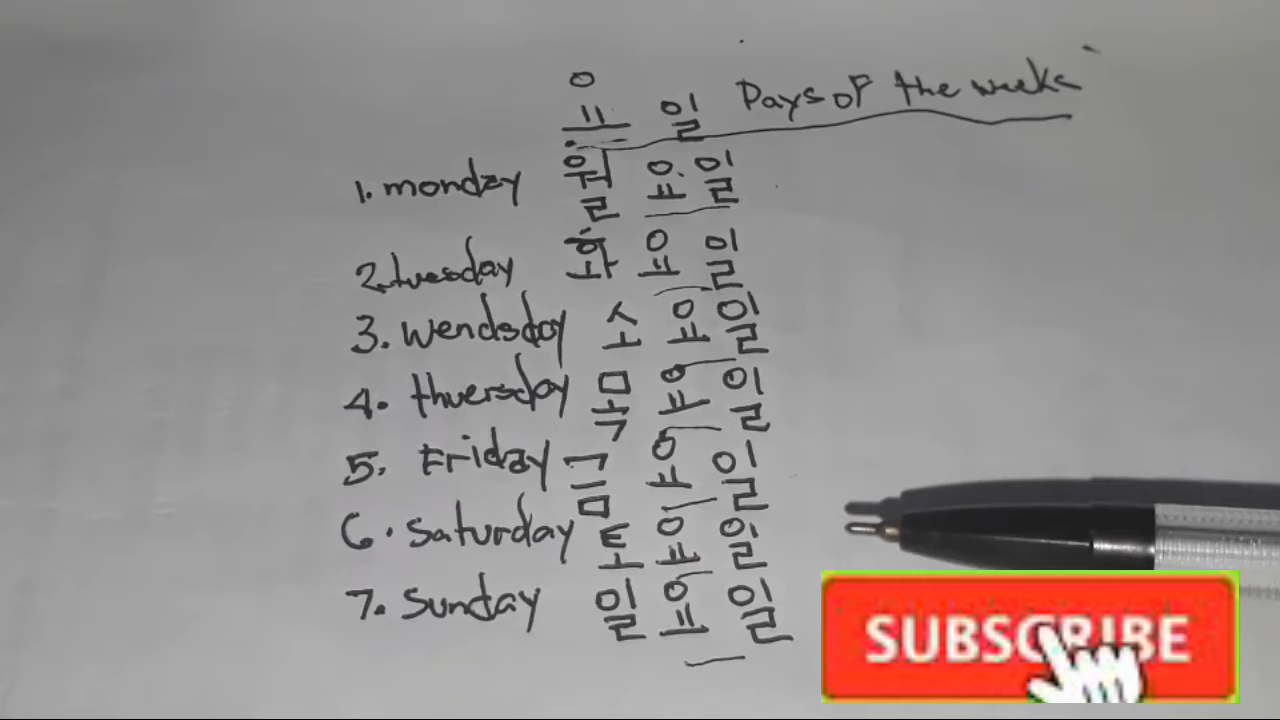 요일 Days of the weeks
1. monday 월요일
2. tuesday 화요일
3. wendsday 소요일
4. thuersday 목요일
5. Friday 금요일
6. saturday 토요일
7. Sunday 일요일
SUBSCRIBE